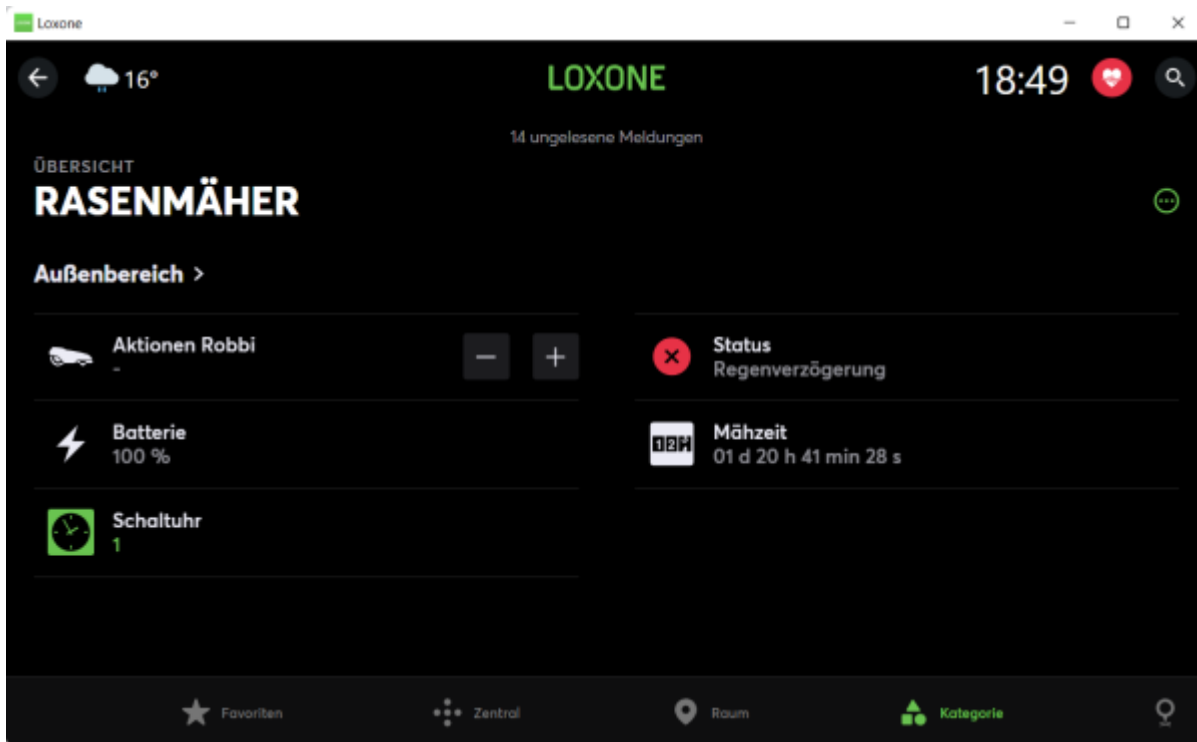 Loxone
16°
LOXONE
18:49
14 ungelesene Meldungen
ÜBERSICHT
RASENMÄHER
Außenbereich >
Aktionen Robbi
-
Status
Regenverzögerung
Batterie
100 %
12H
Mähzeit
01 d 20 h 41 min 28 s
Schaltuhr
1
Favoriten
Zentral
Raum
Kategorie